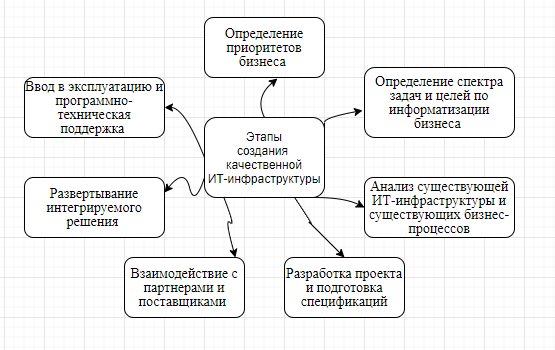 Определение
приоритетов
бизнеса
Определение спектра
задач и целей по
информатизации
бизнеса
Анализ существующей
ИТ-инфраструктуры и
существующих бизнес-
процессов
Разработка проекта
и подготовка
спецификаций
Взаимодействие с
партнерами и
поставщиками
Развертывание
интегрируемого
решения
Ввод в эксплуатацию и
программно-
техническая
поддержка
Этапы
создания
качественной
ИТ-инфраструктуры